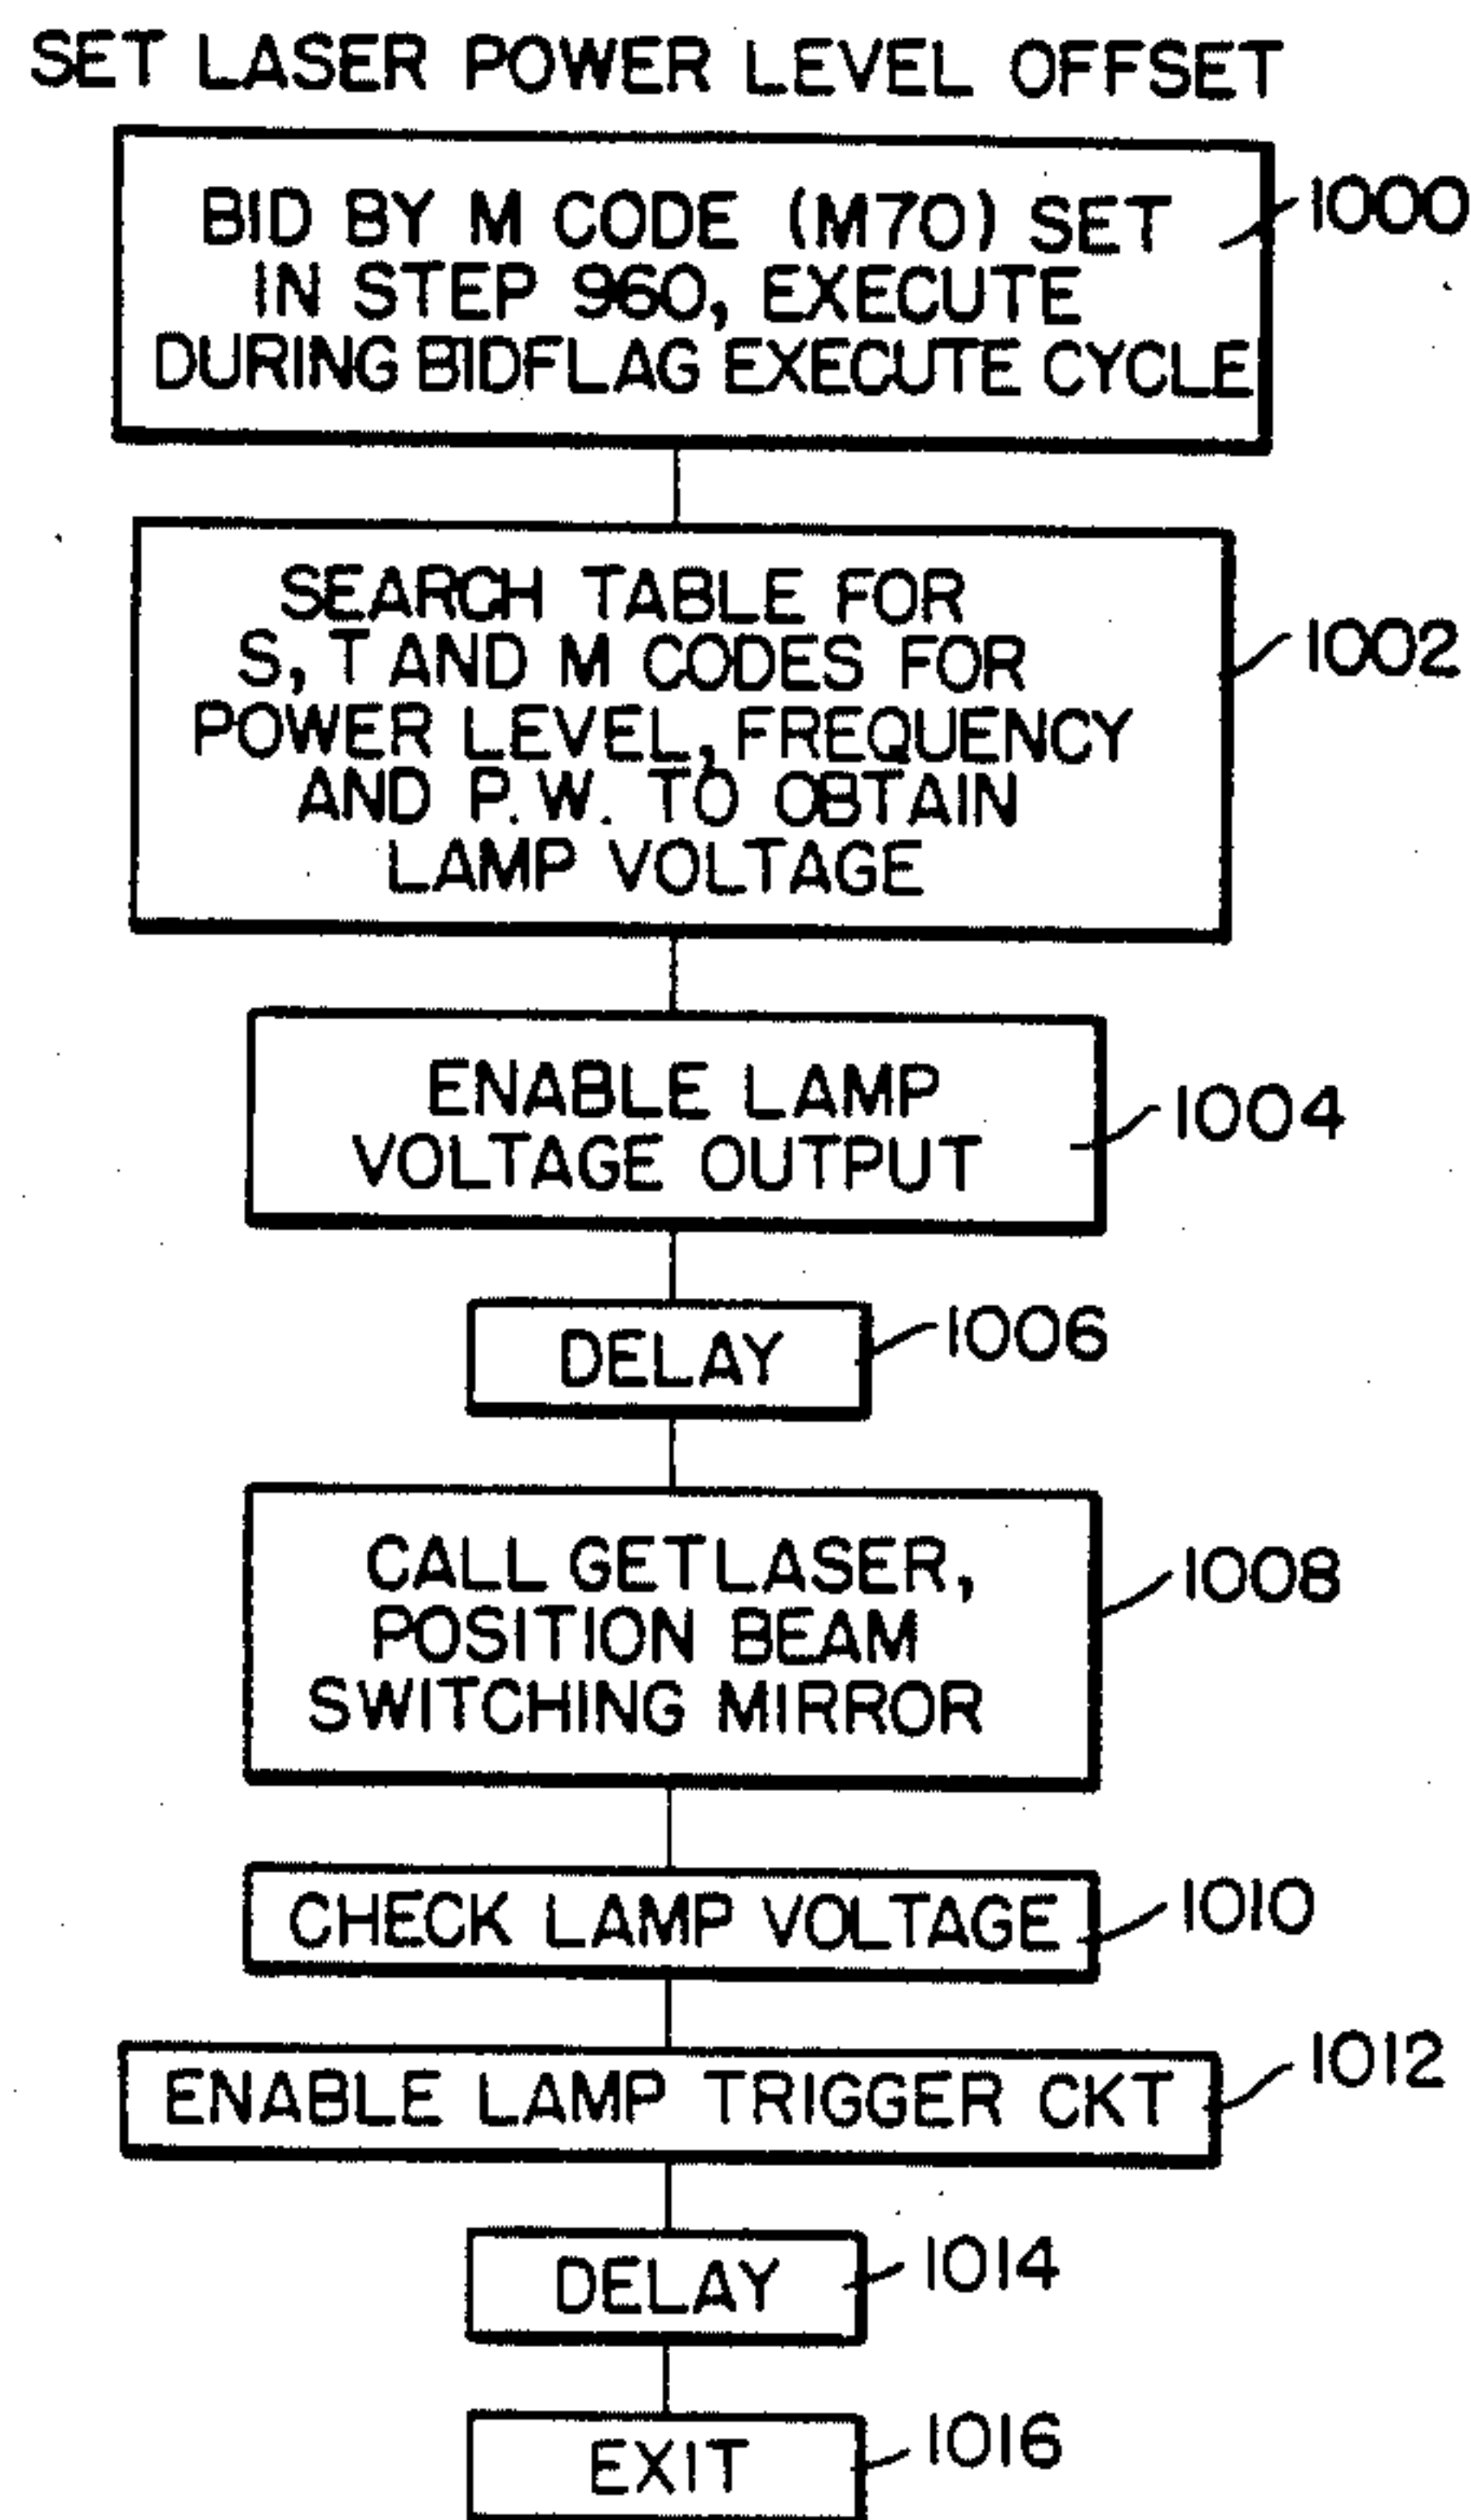 SET LASER POWER LEVEL OFFSET
BID BY M CODE (M70) SET
IN STEP 960, EXECUTE
DURING BIDFLAG EXECUTE CYCLE
1000
SEARCH TABLE FOR
S, T AND M CODES FOR
POWER LEVEL, FREQUENCY
AND P.W. TO OBTAIN
LAMP VOLTAGE
1002
ENABLE LAMP
VOLTAGE OUTPUT
1004
DELAY
1006
CALL GETLASER,
POSITION BEAM
SWITCHING MIRROR
1008
CHECK LAMP VOLTAGE
1010
ENABLE LAMP TRIGGER CKT
1012
DELAY
1014
EXIT
1016